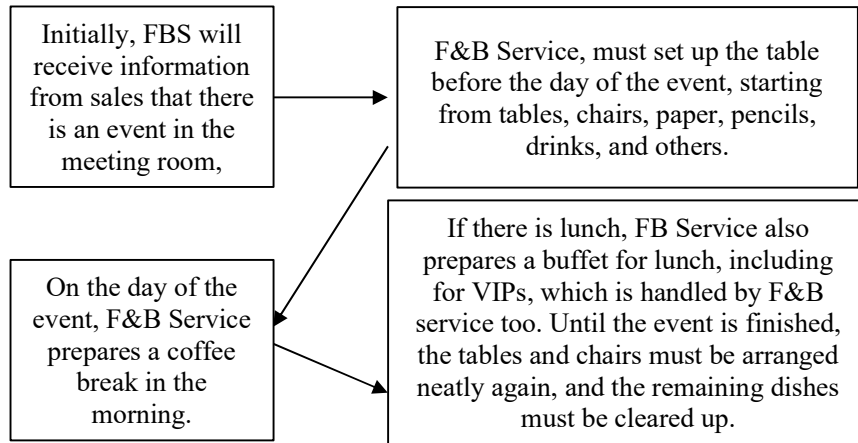 Initially, FBS will
receive information
from sales that there
is an event in the
meeting room,
F&B Service, must set up the table
before the day of the event, starting
from tables, chairs, paper, pencils,
drinks, and others.
On the day of the
event, F&B Service
prepares a coffee
break in the
morning.
If there is lunch, FB Service also
prepares a buffet for lunch, including
for VIPs, which is handled by F&B
service too. Until the event is finished,
the tables and chairs must be arranged
neatly again, and the remaining dishes
must be cleared up.